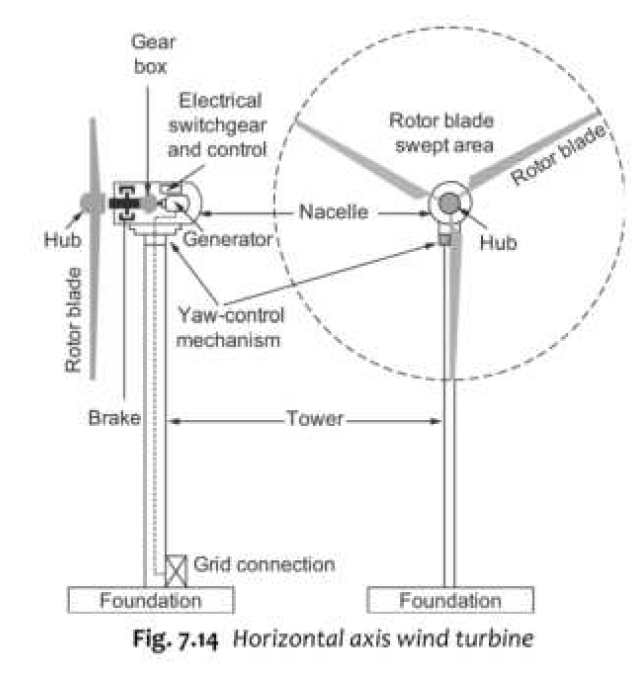 Gear
box
Electrical
switchgear
and control
Rotor blade
swept area
Rotor blade
Nacelle
Hub
Generator
Hub
Rotor blade
Yaw-control
mechanism
Brake
Tower
Grid connection
Foundation
Foundation
Fig. 7.14 Horizontal axis wind turbine